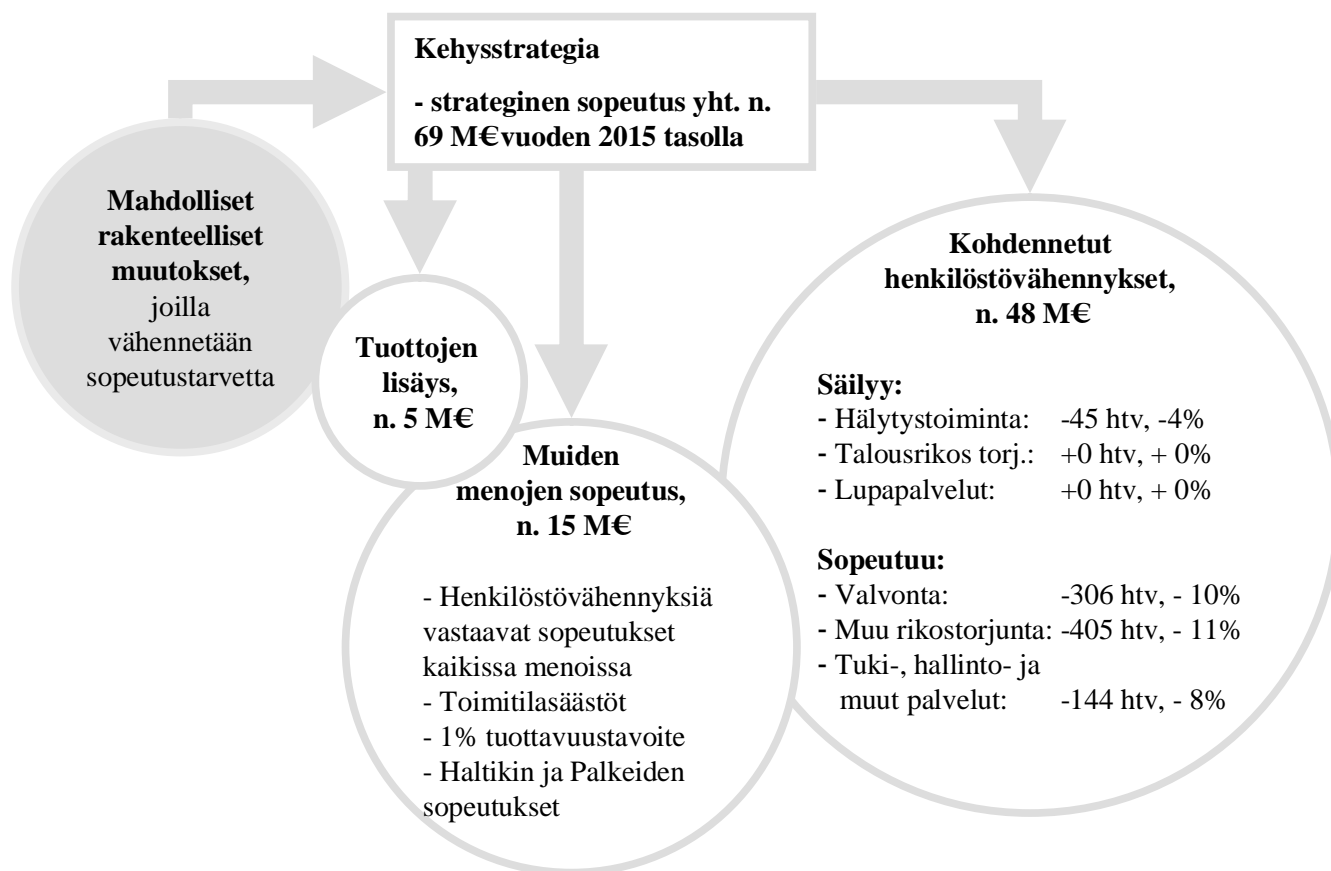 Kehysstrategia
- strateginen sopeutus yht. n.
69 M€vuoden 2015 tasolla
Mahdolliset
rakenteelliset
muutokset,
joilla
vähennetään
sopeutustarvetta
Tuottojen
lisäys,
n. 5 M€
Muiden
menojen sopeutus,
n. 15 M€
- Henkilöstövähennyksiä
vastaavat sopeutukset
kaikissa menoissa
- Toimitilasäästöt
- 1% tuottavuustavoite
- Haltikin ja Palkeiden
sopeutukset
Kohdennetut
henkilöstövähennykset,
n. 48 M€
Säilyy:
- Hälytystoiminta: -45 htv, -4%
- Talousrikos torj.: +0 htv, + 0%
- Lupapalvelut: +0 htv, + 0%
Sopeutuu:
- Valvonta: -306 htv, - 10%
- Muu rikostorjunta: -405 htv, - 11%
- Tuki-, hallinto- ja
muut palvelut: -144 htv, - 8%